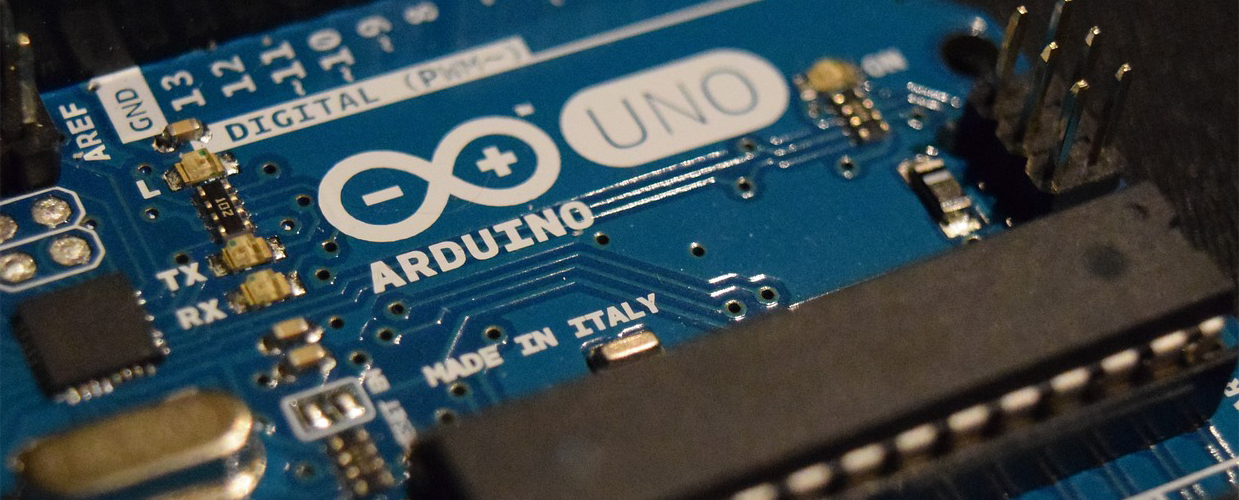 AREF
GND
13
12
~11
~10
~9
8
DIGITAL (PWM~)
UNO
ON
L
TX
RX
ARDUINO
MADE IN ITALY